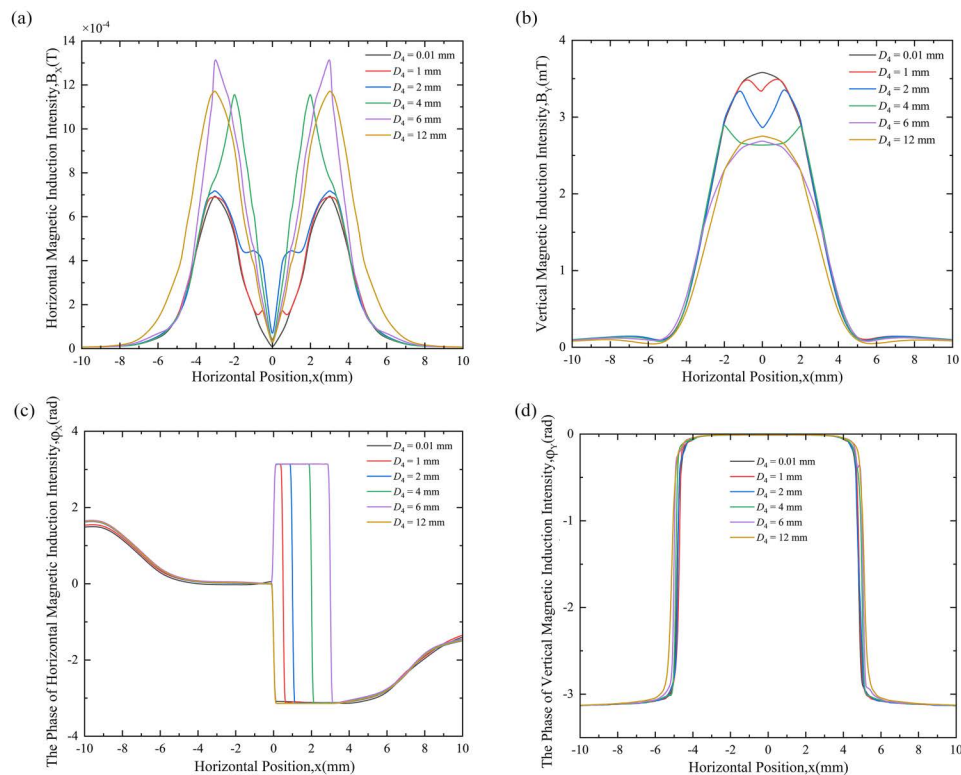 (a)
×10⁻⁴
14
12
10
8
6
4
2
0
Horizontal Magnetic Induction Intensity,B_X(T)
-10 -8 -6 -4 -2 0 2 4 6 8 10
Horizontal Position,x(mm)
D₄ = 0.01 mm
D₄ = 1 mm
D₄ = 2 mm
D₄ = 4 mm
D₄ = 6 mm
D₄ = 12 mm
(b)
4
3
2
1
0
Vertical Magnetic Induction Intensity,B_Y(mT)
-10 -8 -6 -4 -2 0 2 4 6 8 10
Horizontal Position,x(mm)
D₄ = 0.01 mm
D₄ = 1 mm
D₄ = 2 mm
D₄ = 4 mm
D₄ = 6 mm
D₄ = 12 mm
(c)
4
2
0
-2
-4
The Phase of Horizontal Magnetic Induction Intensity,φ_X(rad)
-10 -8 -6 -4 -2 0 2 4 6 8 10
Horizontal Position,x(mm)
D₄ = 0.01 mm
D₄ = 1 mm
D₄ = 2 mm
D₄ = 4 mm
D₄ = 6 mm
D₄ = 12 mm
(d)
0
-1
-2
-3
The Phase of Vertical Magnetic Induction Intensity,φ_Y(rad)
-10 -8 -6 -4 -2 0 2 4 6 8 10
Horizontal Position,x(mm)
D₄ = 0.01 mm
D₄ = 1 mm
D₄ = 2 mm
D₄ = 4 mm
D₄ = 6 mm
D₄ = 12 mm